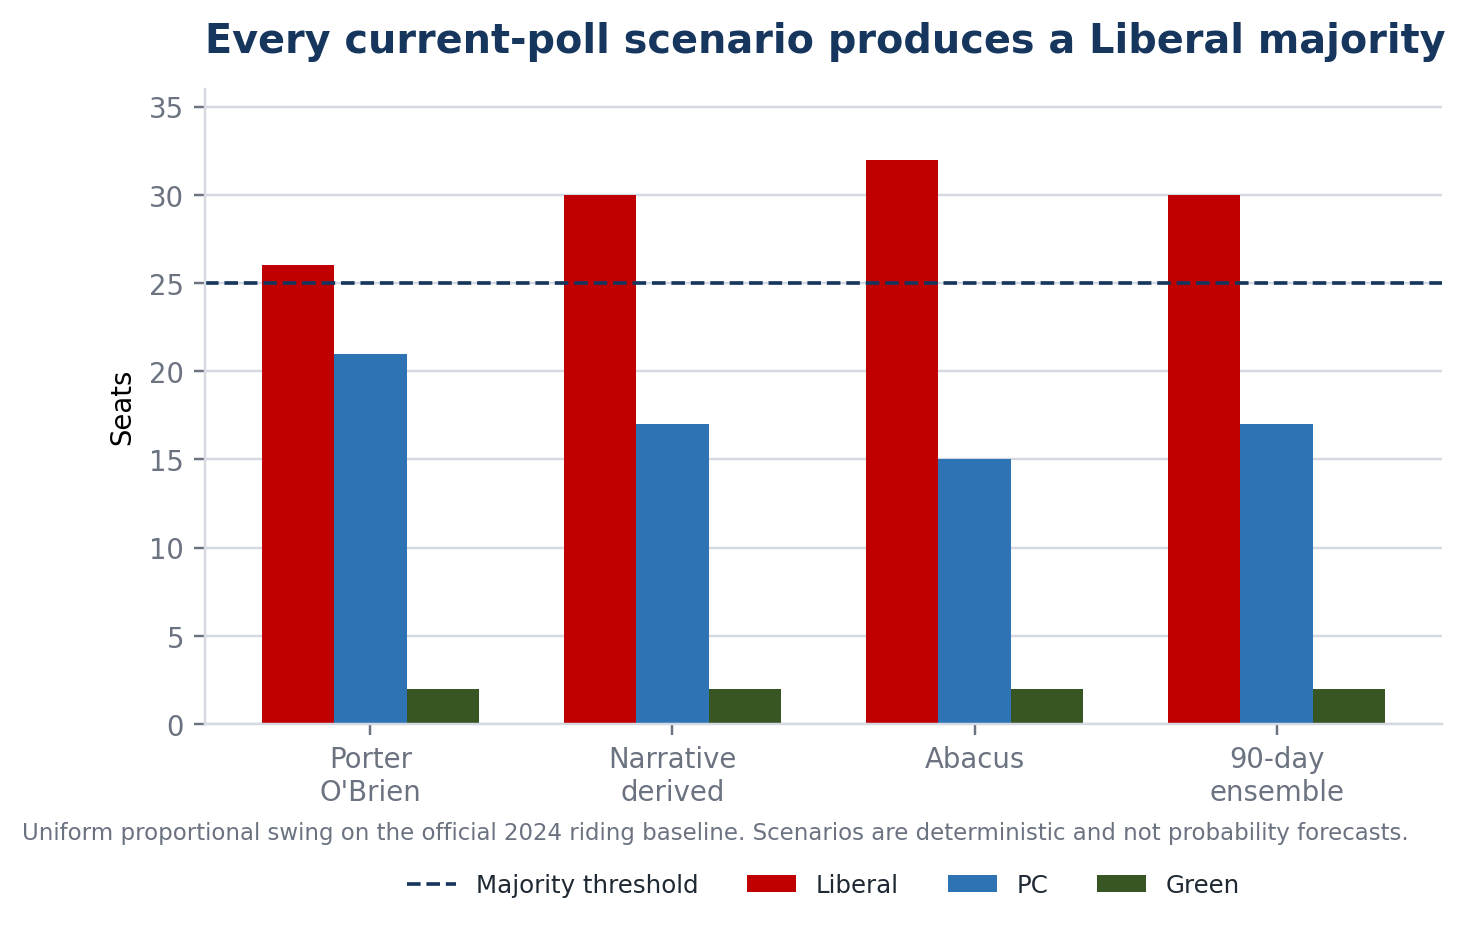 Every current-poll scenario produces a Liberal majority
35
30
25
20
15
10
5
0
Seats
Porter
O'Brien
Narrative
derived
Abacus
90-day
ensemble
Uniform proportional swing on the official 2024 riding baseline. Scenarios are deterministic and not probability forecasts.
Majority threshold
Liberal
PC
Green